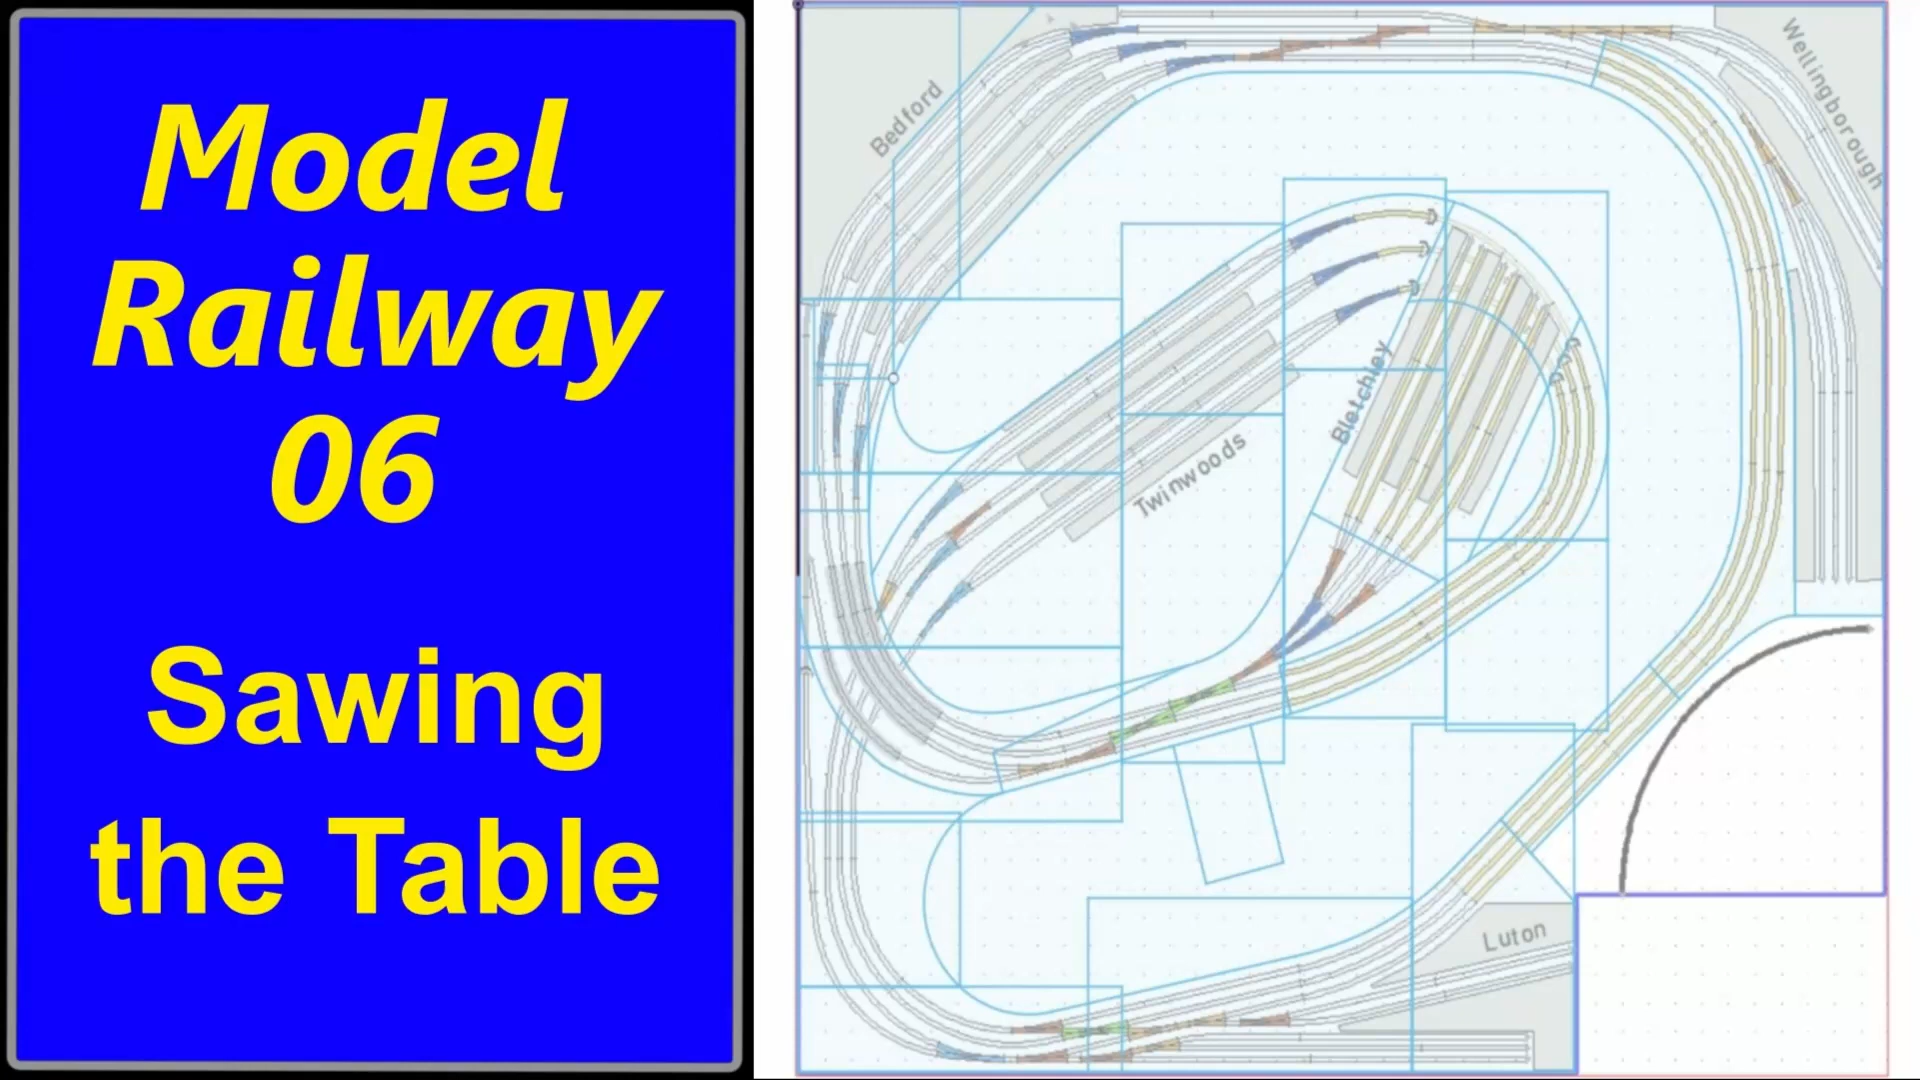 Model
Railway
06
Sawing
the Table
Bedford
Wellingborough
Bletchley
Twinwoods
Luton